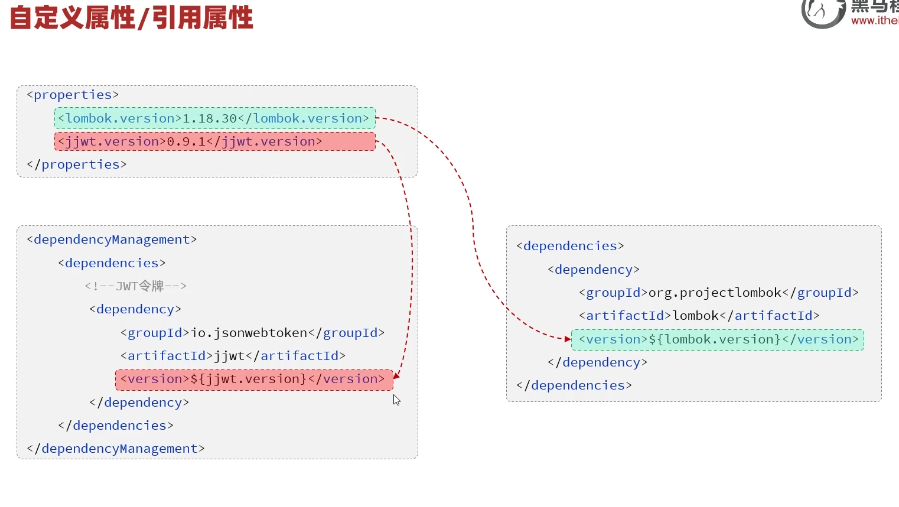 自定义属性/引用属性
黑马程
www.ithe
<properties>
<lombok.version>1.18.30</lombok.version>
<jjwt.version>0.9.1</jjwt.version>
</properties>
<dependencyManagement>
<dependencies>
<!--JWT令牌-->
<dependency>
<groupId>io.jsonwebtoken</groupId>
<artifactId>jjwt</artifactId>
<version>${jjwt.version}</version>
</dependency>
</dependencies>
</dependencyManagement>
<dependencies>
<dependency>
<groupId>org.projectlombok</groupId>
<artifactId>lombok</artifactId>
<version>${lombok.version}</version>
</dependency>
</dependencies>